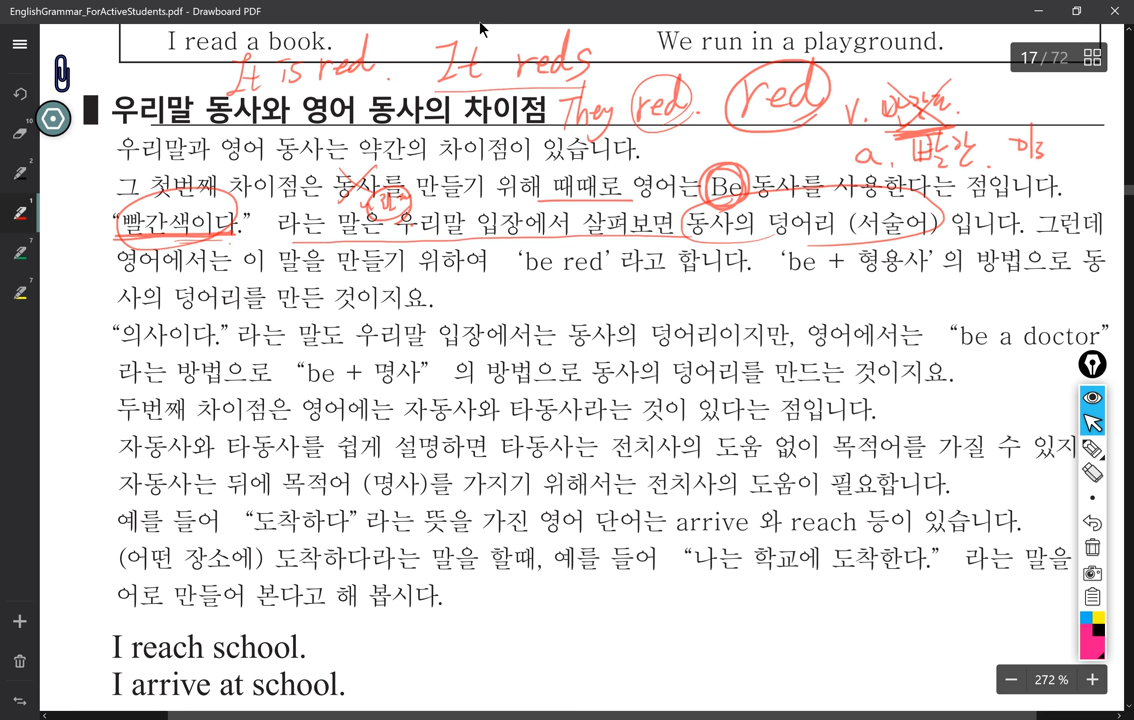 EnglishGrammar_ForActiveStudents.pdf - Drawboard PDF
I read a book. We run in a playground.
17 / 72
It is red. It reds
우리말 동사와 영어 동사의 차이점
They red. red v.
a. 빨간
우리말과 영어 동사는 약간의 차이점이 있습니다.
그 첫번째 차이점은 동사를 만들기 위해 때때로 영어는 Be 동사를 사용한다는 점입니다.
“빨간색이다.” 라는 말은 우리말 입장에서 살펴보면 동사의 덩어리 (서술어) 입니다. 그런데
영어에서는 이 말을 만들기 위하여 ‘be red’ 라고 합니다. ‘be + 형용사’ 의 방법으로 동
사의 덩어리를 만든 것이지요.
“의사이다.” 라는 말도 우리말 입장에서는 동사의 덩어리이지만, 영어에서는 “be a doctor”
라는 방법으로 “be + 명사” 의 방법으로 동사의 덩어리를 만드는 것이지요.
두번째 차이점은 영어에는 자동사와 타동사라는 것이 있다는 점입니다.
자동사와 타동사를 쉽게 설명하면 타동사는 전치사의 도움 없이 목적어를 가질 수 있지
자동사는 뒤에 목적어 (명사)를 가지기 위해서는 전치사의 도움이 필요합니다.
예를 들어 “도착하다” 라는 뜻을 가진 영어 단어는 arrive 와 reach 등이 있습니다.
(어떤 장소에) 도착하다라는 말을 할때, 예를 들어 “나는 학교에 도착한다.” 라는 말을
어로 만들어 본다고 해 봅시다.
I reach school.
I arrive at school.
272 %